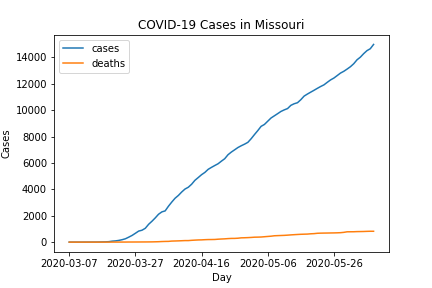 COVID-19 Cases in Missouri
cases
deaths
14000
12000
10000
8000
6000
4000
2000
0
Cases
2020-03-07 2020-03-27 2020-04-16 2020-05-06 2020-05-26
Day